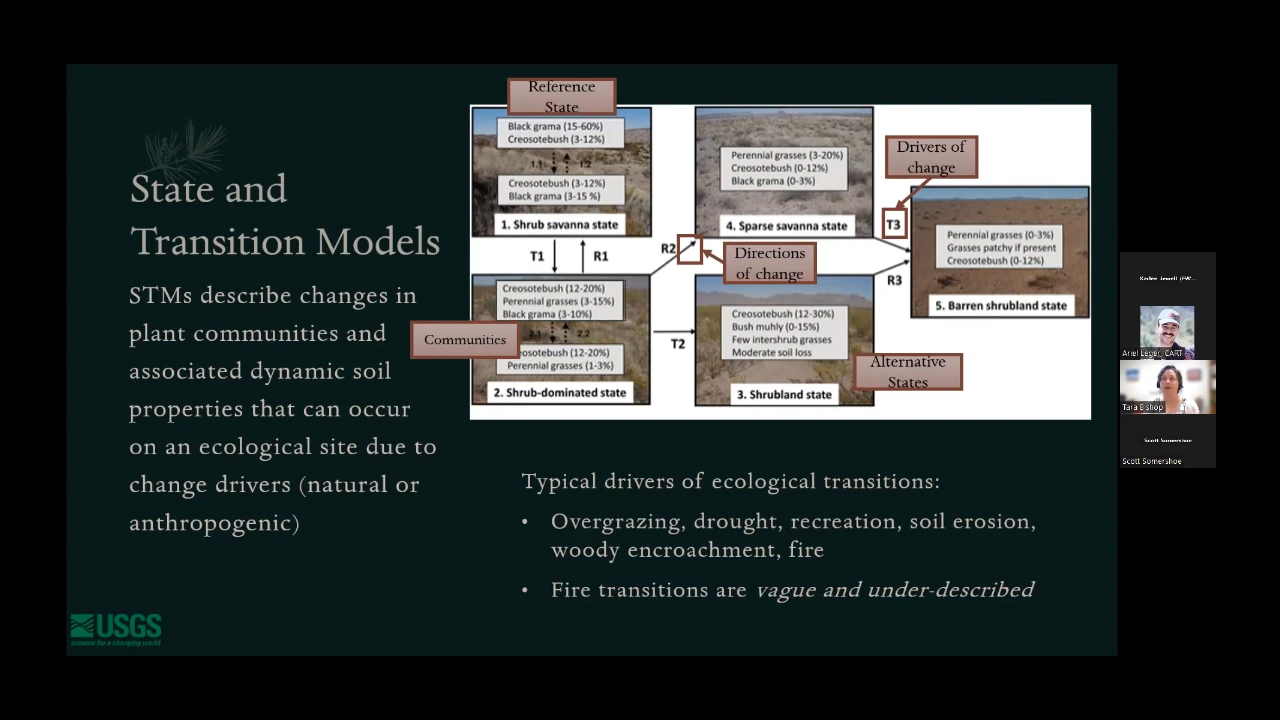 State and
Transition Models
STMs describe changes in
plant communities and
associated dynamic soil
properties that can occur
on an ecological site due to
change drivers (natural or
anthropogenic)
Reference
State
Black grama (15-60%)
Creosotebush (3-12%)
1.1
1.2
Creosotebush (3-12%)
Black grama (3-15 %)
1. Shrub savanna state
T1
R1
Creosotebush (12-20%)
Perennial grasses (3-15%)
Black grama (3-10%)
2.1
2.2
Communities
eosotebush (12-20%)
Perennial grasses (1-3%)
2. Shrub-dominated state
R2
T2
Perennial grasses (3-20%)
Creosotebush (0-12%)
Black grama (0-3%)
4. Sparse savanna state
Directions
of change
Creosotebush (12-30%)
Bush muhly (0-15%)
Few intershrub grasses
Moderate soil loss
3. Shrubland state
Alternative
States
Drivers of
change
T3
R3
Perennial grasses (0-3%)
Grasses patchy if present
Creosotebush (0-12%)
5. Barren shrubland state
Typical drivers of ecological transitions:
• Overgrazing, drought, recreation, soil erosion,
woody encroachment, fire
• Fire transitions are vague and under-described
USGS
science for a changing world
Ariel Leger, CART
Tara Bishop
Scott Somershoe
Scott Somershoe